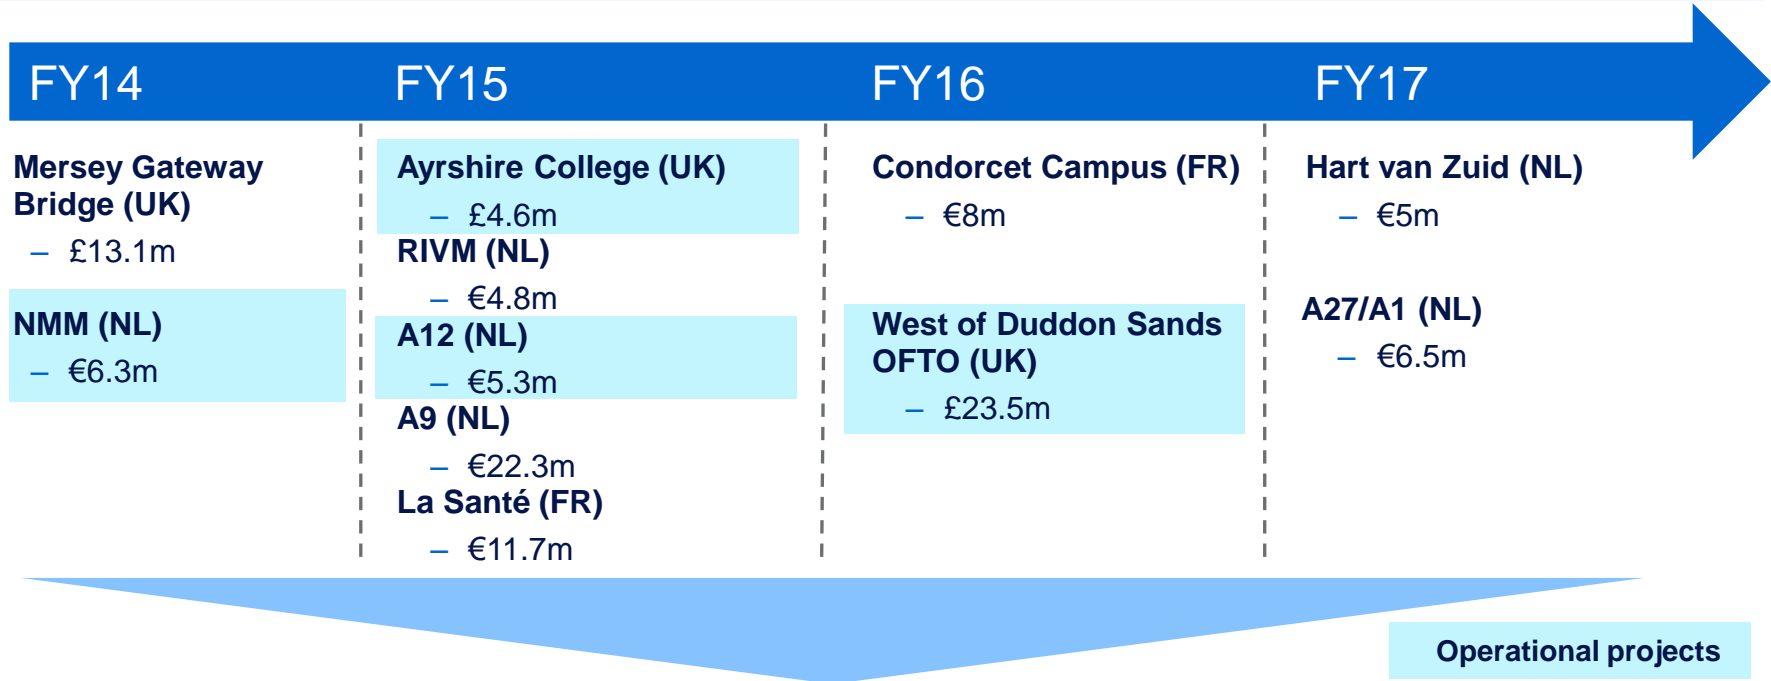 FY14
FY15
FY16
FY17
Mersey Gateway
Bridge (UK)
– £13.1m
NMM (NL)
– €6.3m
Ayrshire College (UK)
– £4.6m
RIVM (NL)
– €4.8m
A12 (NL)
– €5.3m
A9 (NL)
– €22.3m
La Santé (FR)
– €11.7m
Condorcet Campus (FR)
– €8m
West of Duddon Sands
OFTO (UK)
– £23.5m
Hart van Zuid (NL)
– €5m
A27/A1 (NL)
– €6.5m
Operational projects